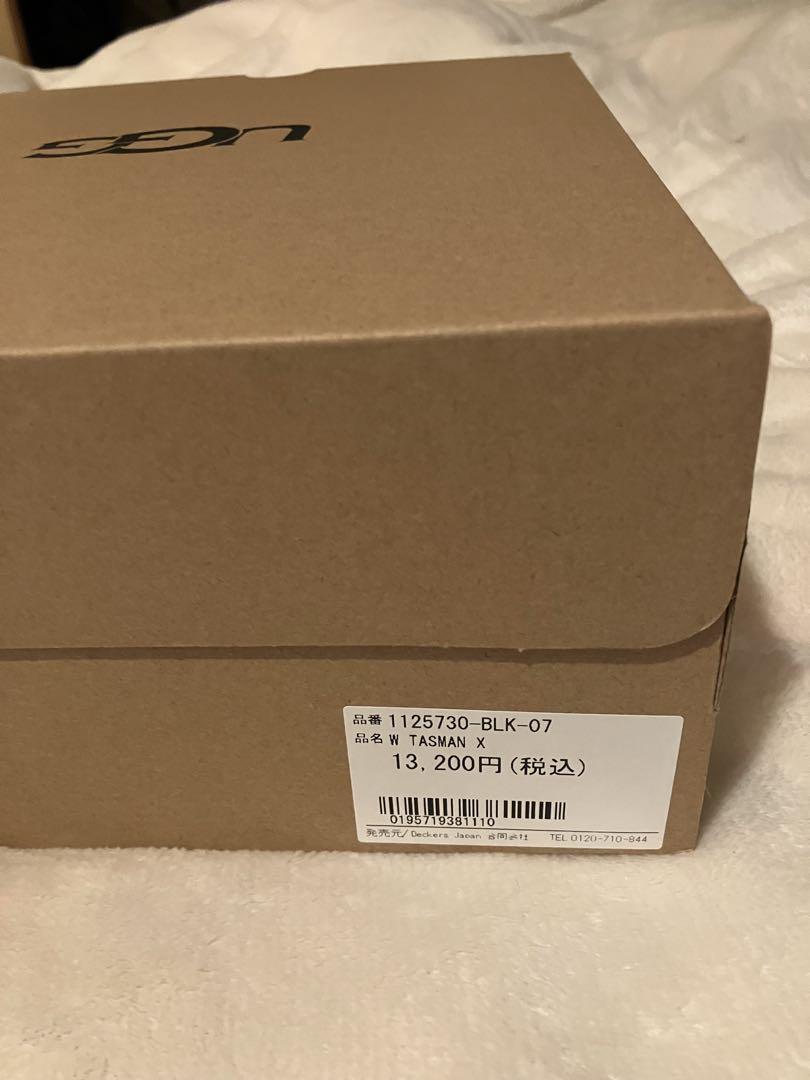 UGG
品番 1125730-BLK-07
品名 W TASMAN X
13,200円(税込)
0195719381110
発売元/Deckers Japan 合同会社 TEL 0120-710-844